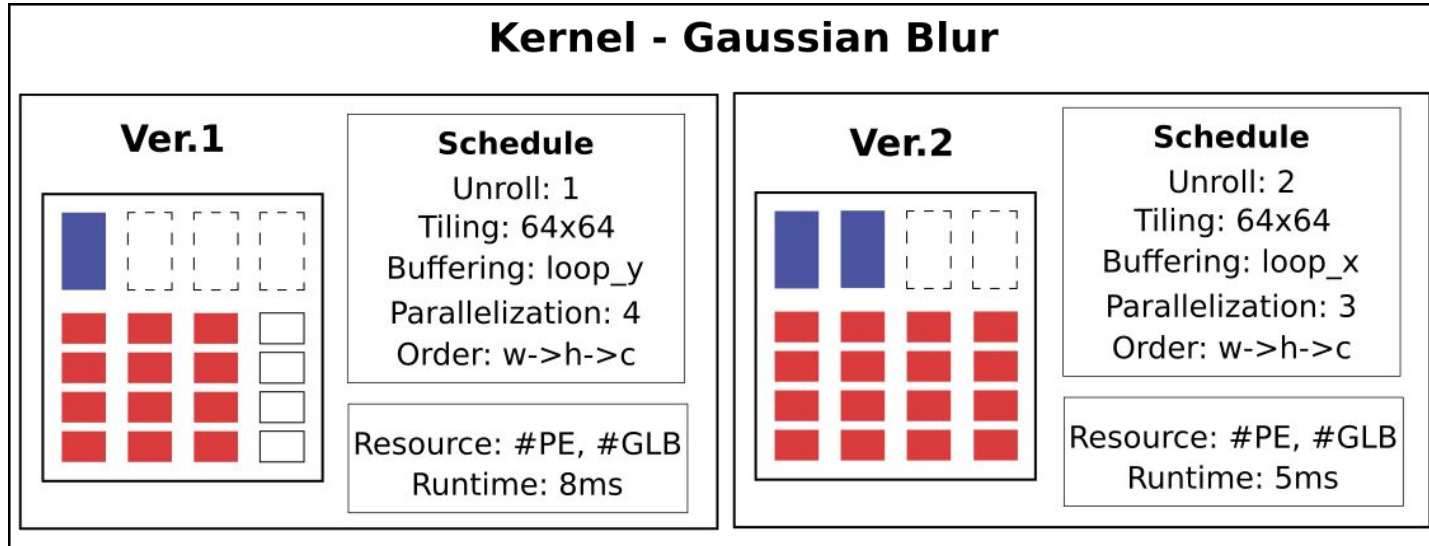 Kernel - Gaussian Blur
Ver.1
Schedule
Unroll: 1
Tiling: 64x64
Buffering: loop_y
Parallelization: 4
Order: w->h->c
Resource: #PE, #GLB
Runtime: 8ms
Ver.2
Schedule
Unroll: 2
Tiling: 64x64
Buffering: loop_x
Parallelization: 3
Order: w->h->c
Resource: #PE, #GLB
Runtime: 5ms